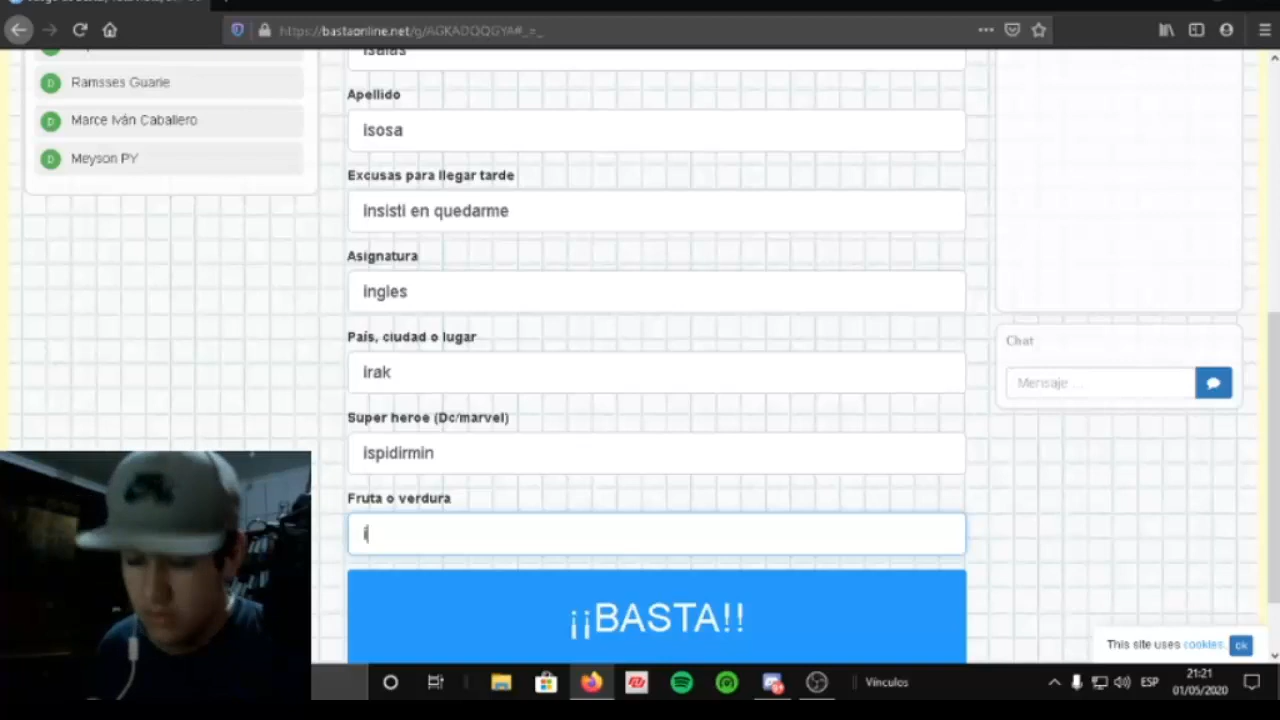 https://bastaonline.net/g/AGKADOQGYA#_=_
Ramsses Guarie
Marce Iván Caballero
Meyson PY
isaias
Apellido
isosa
Excusas para llegar tarde
insisti en quedarme
Asignatura
ingles
País, ciudad o lugar
irak
Super heroe (Dc/marvel)
ispidirmin
Fruta o verdura
i
¡¡BASTA!!
Chat
Mensaje ...
This site uses cookies. ok
Vínculos
ESP
21:21
01/05/2020